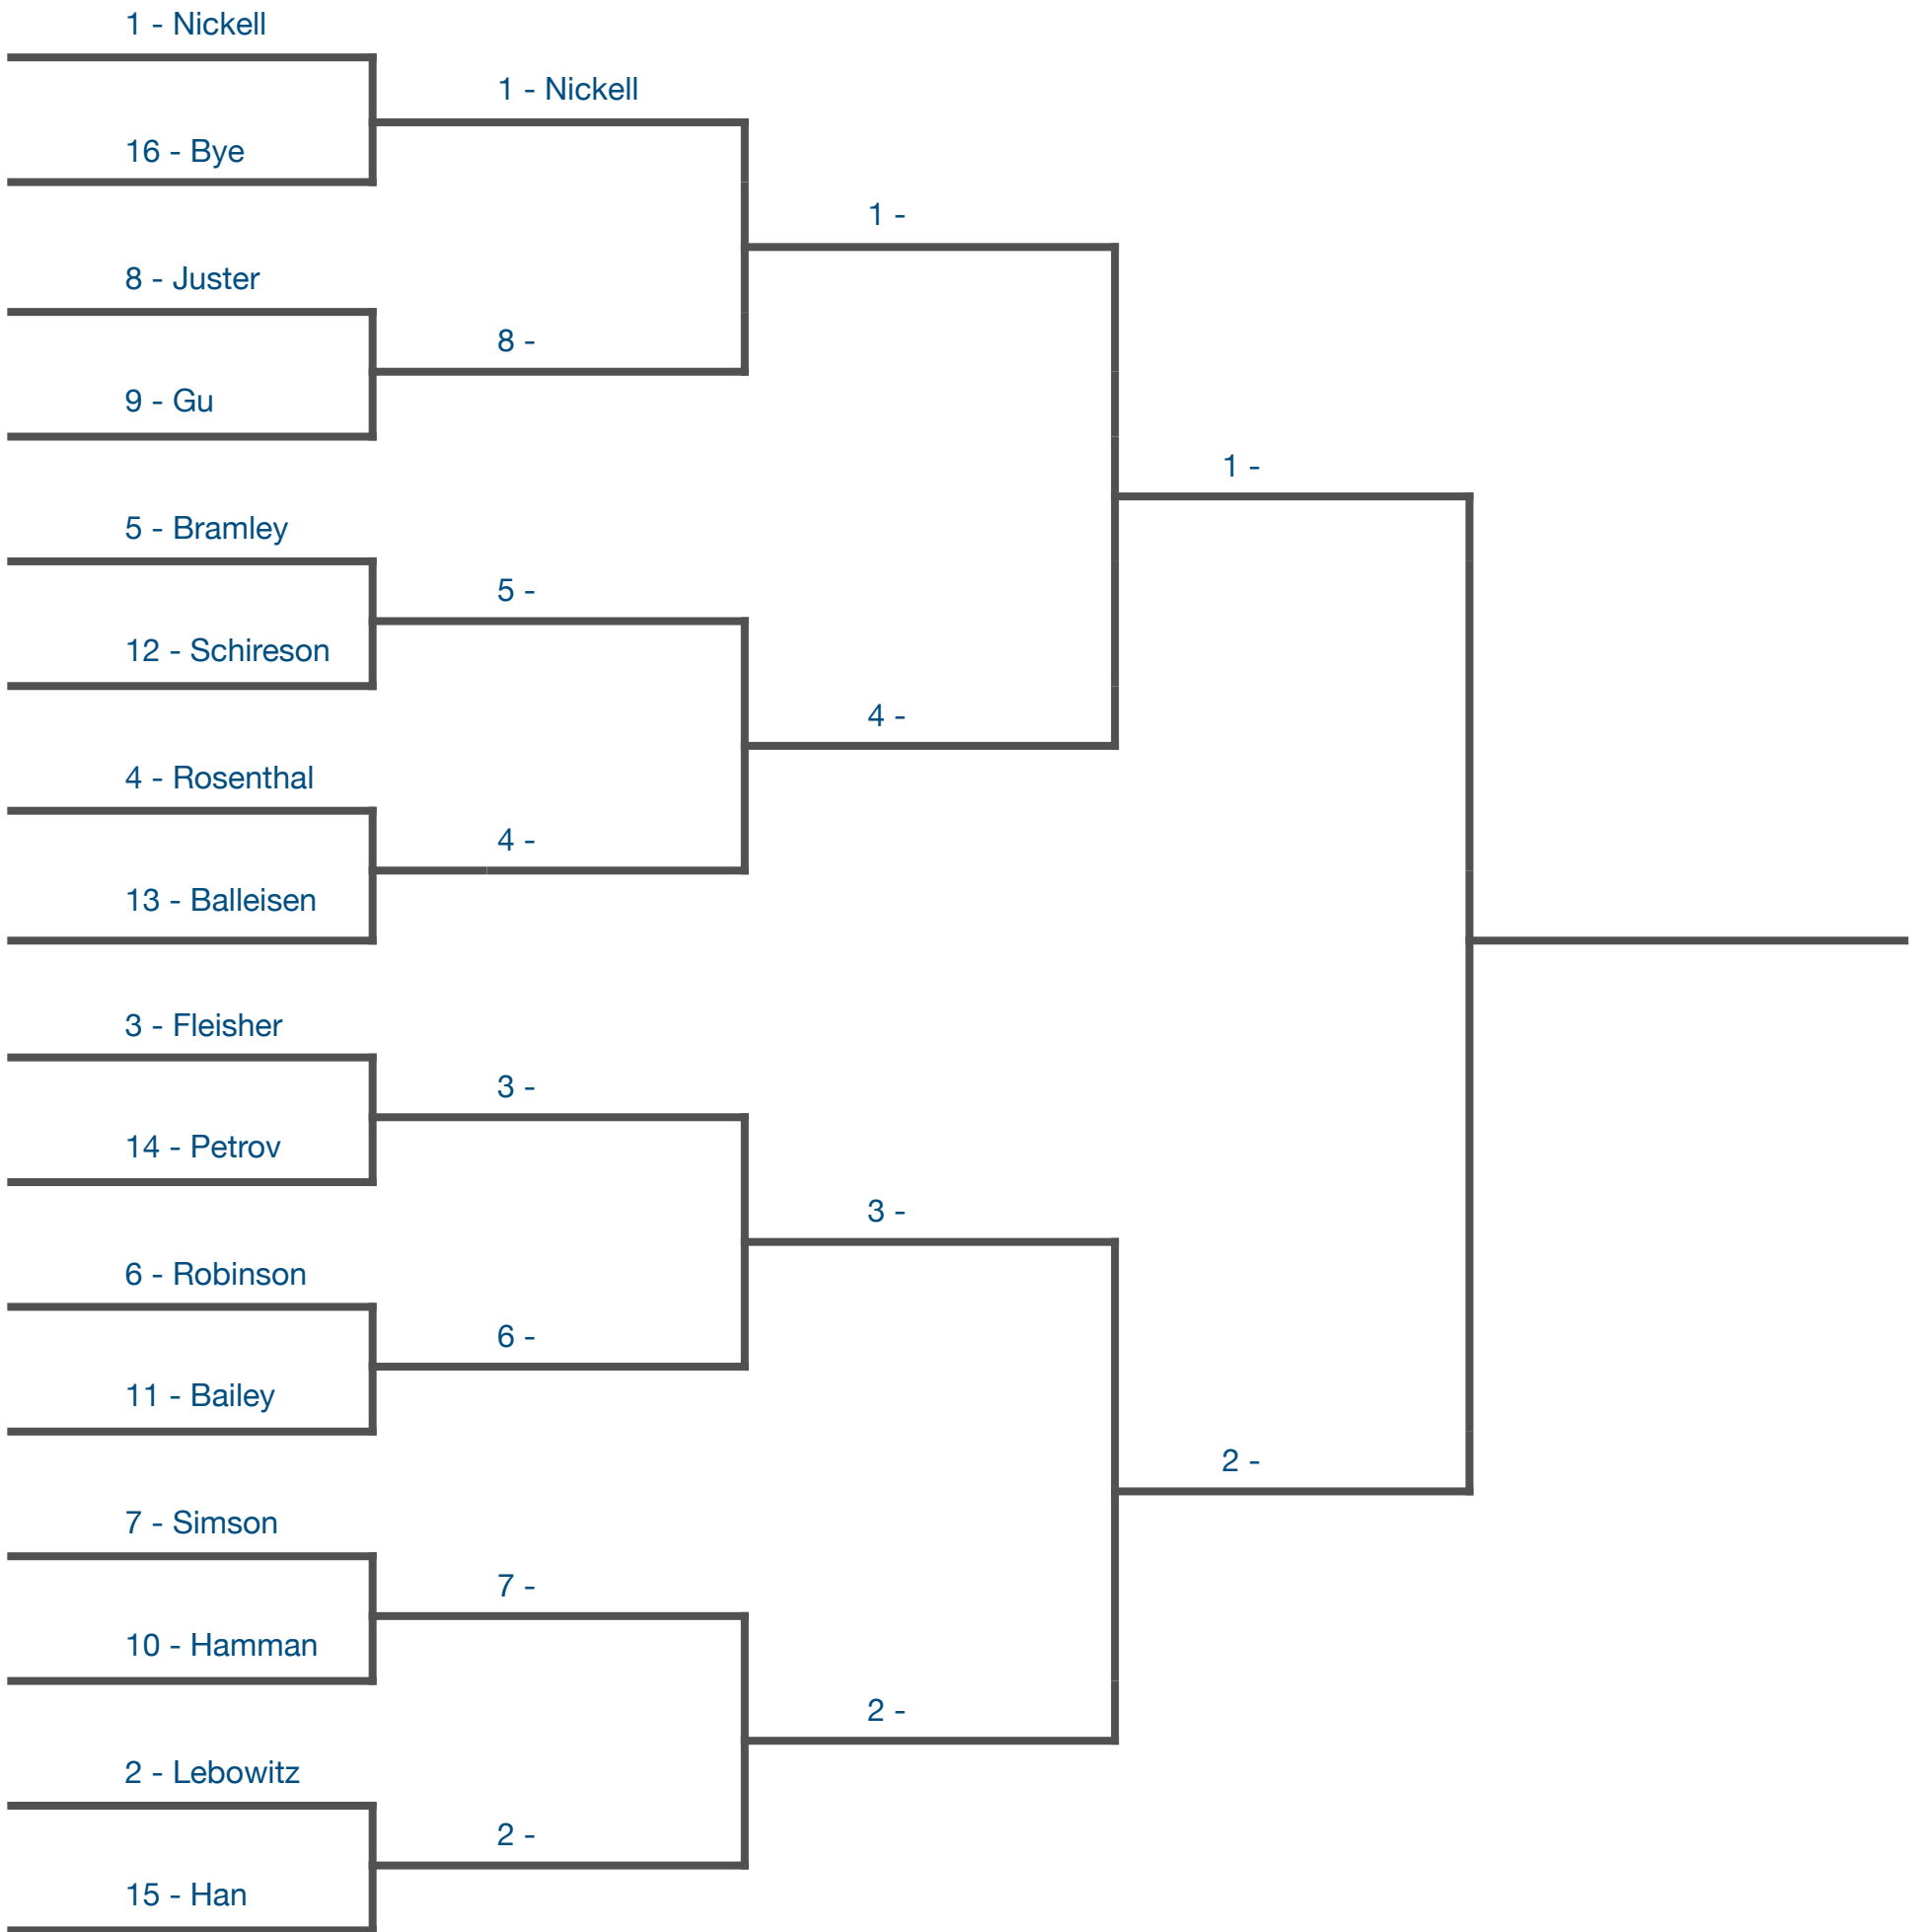 1 - Nickell
1 - Nickell
16 - Bye
1 -
8 - Juster
8 -
9 - Gu
1 -
5 - Bramley
5 -
12 - Schireson
4 -
4 - Rosenthal
4 -
13 - Balleisen
3 - Fleisher
3 -
14 - Petrov
3 -
6 - Robinson
6 -
11 - Bailey
2 -
7 - Simson
7 -
10 - Hamman
2 -
2 - Lebowitz
2 -
15 - Han